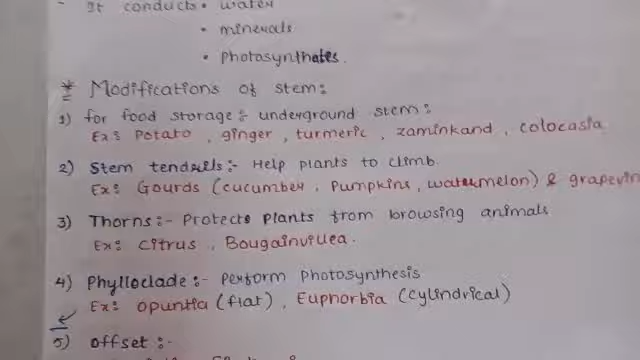 - It conducts • water
• minerals
• Photosynthates.
* Modifications of stem:
1) for food storage :- underground stem:
Ex: Potato, ginger, turmeric, zaminkand, colocasia
2) Stem tendrils :- Help plants to climb.
Ex: Gourds (cucumber, Pumpkins, watermelon) & grapevin
3) Thorns :- Protects Plants from browsing animals
Ex: Citrus, Bougainvillea.
4) Phylloclade :- Perform Photosynthesis
Ex: Opuntia (flat), Euphorbia (cylindrical)
5) Offset :-